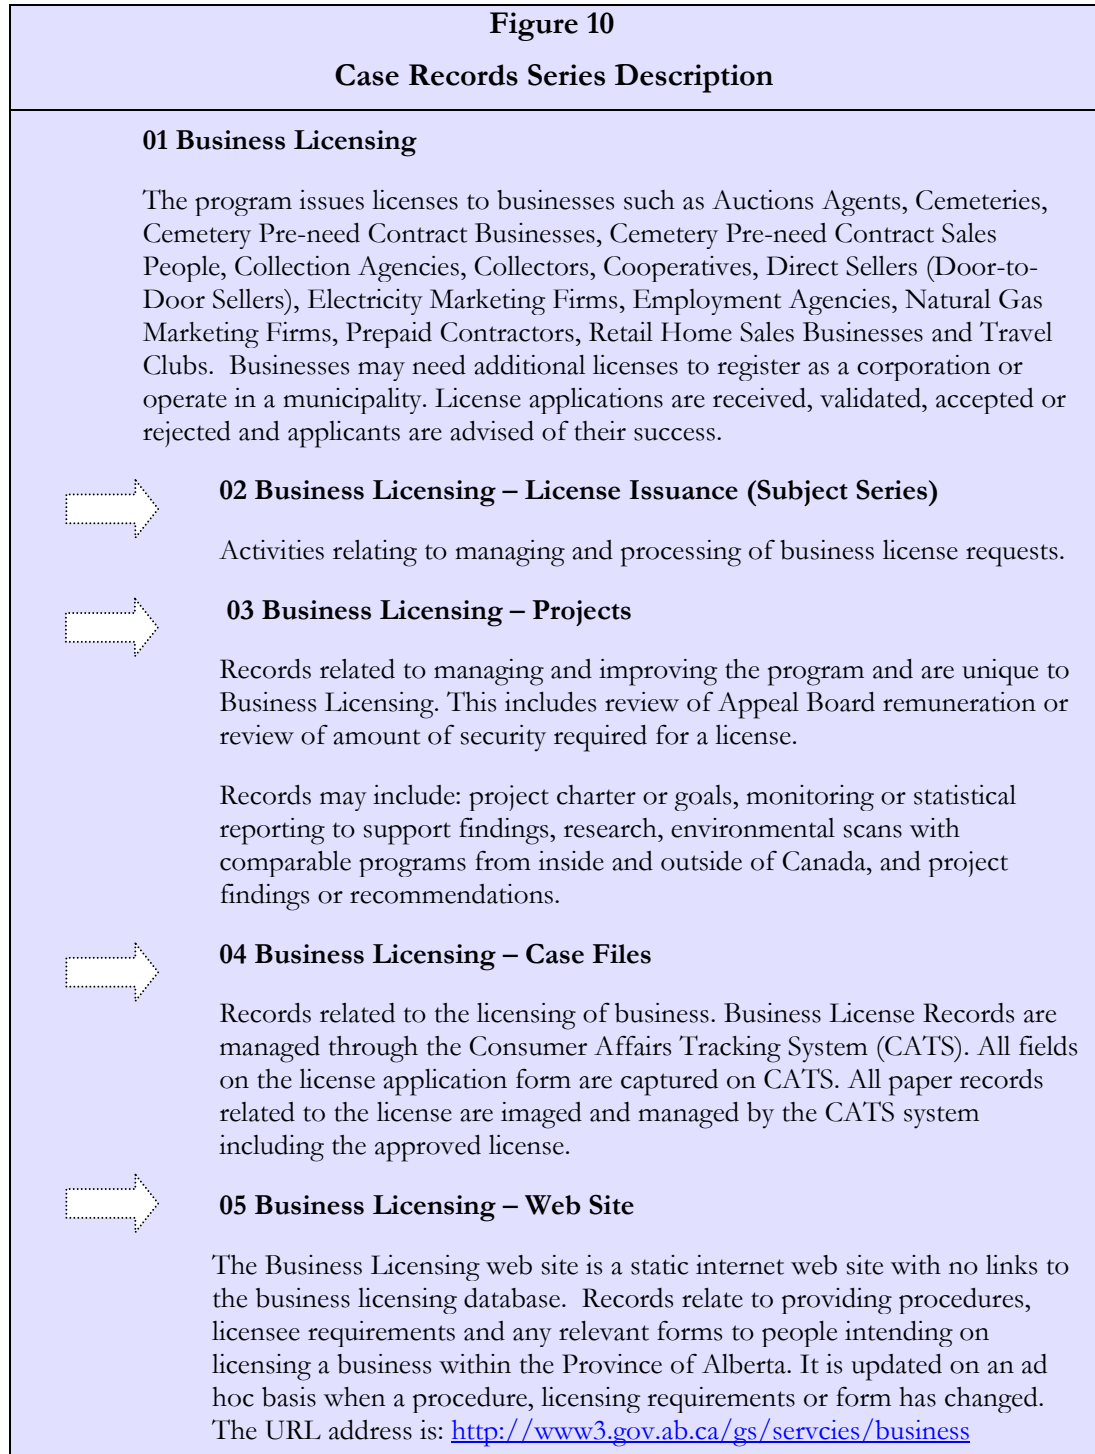 Figure 10
Case Records Series Description
01 Business Licensing
The program issues licenses to businesses such as Auctions Agents, Cemeteries,
Cemetery Pre-need Contract Businesses, Cemetery Pre-need Contract Sales
People, Collection Agencies, Collectors, Cooperatives, Direct Sellers (Door-to-
Door Sellers), Electricity Marketing Firms, Employment Agencies, Natural Gas
Marketing Firms, Prepaid Contractors, Retail Home Sales Businesses and Travel
Clubs.  Businesses may need additional licenses to register as a corporation or
operate in a municipality. License applications are received, validated, accepted or
rejected and applicants are advised of their success.
02 Business Licensing – License Issuance (Subject Series)
Activities relating to managing and processing of business license requests.
03 Business Licensing – Projects
Records related to managing and improving the program and are unique to
Business Licensing. This includes review of Appeal Board remuneration or
review of amount of security required for a license.
Records may include: project charter or goals, monitoring or statistical
reporting to support findings, research, environmental scans with
comparable programs from inside and outside of Canada, and project
findings or recommendations.
04 Business Licensing – Case Files
Records related to the licensing of business. Business License Records are
managed through the Consumer Affairs Tracking System (CATS). All fields
on the license application form are captured on CATS. All paper records
related to the license are imaged and managed by the CATS system
including the approved license.
05 Business Licensing – Web Site
The Business Licensing web site is a static internet web site with no links to
the business licensing database.  Records relate to providing procedures,
licensee requirements and any relevant forms to people intending on
licensing a business within the Province of Alberta. It is updated on an ad
hoc basis when a procedure, licensing requirements or form has changed.
The URL address is: http://www3.gov.ab.ca/gs/servcies/business